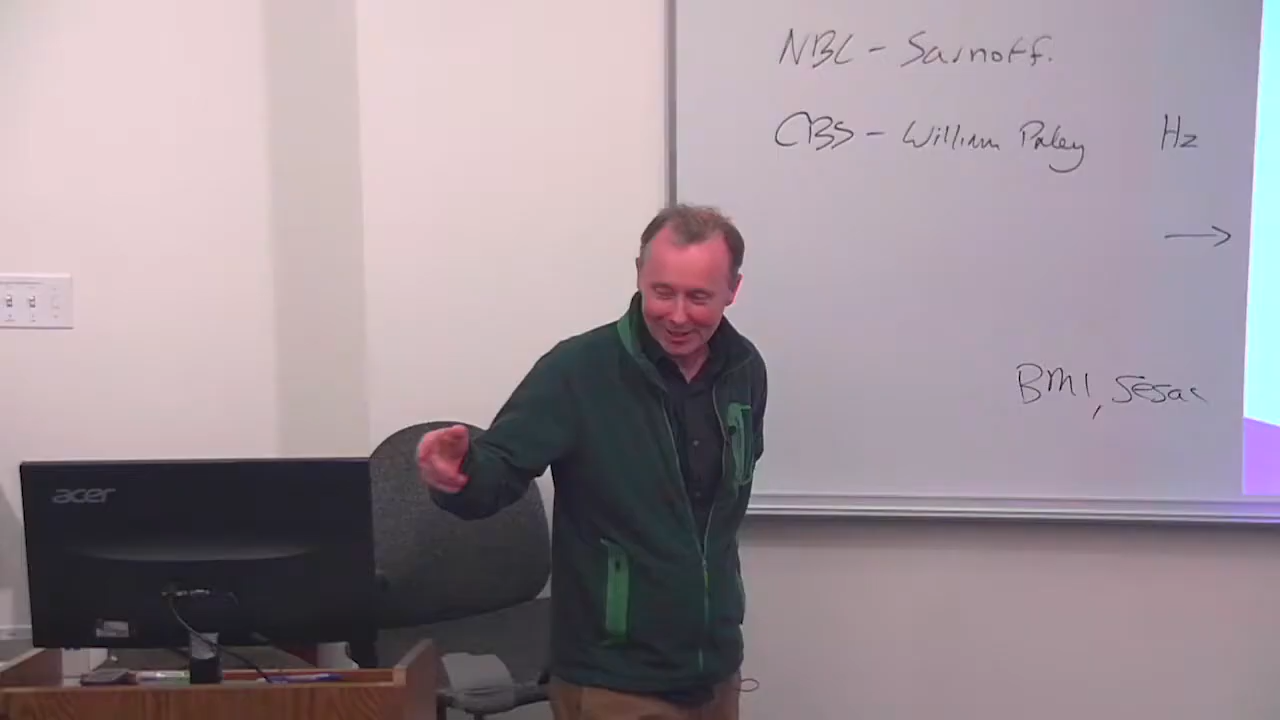 NBC - Sarnoff.
CBS - William Paley
Hz
BMI, Sesac
acer